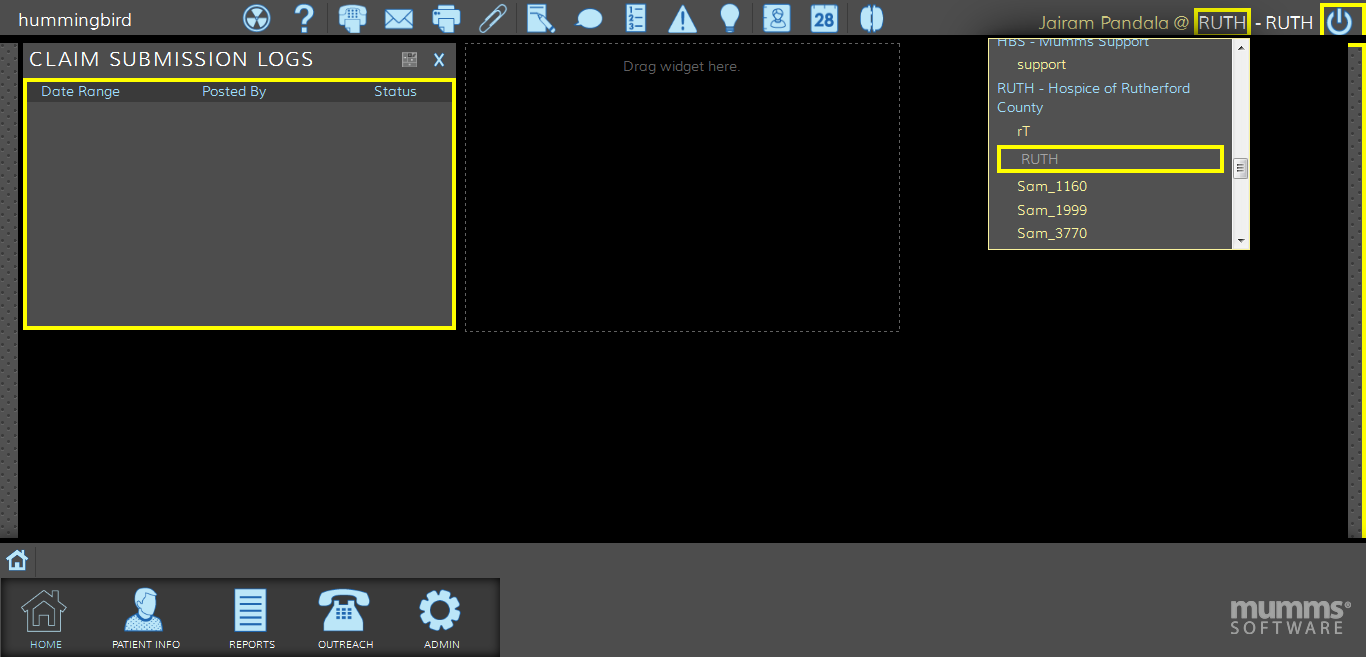 hummingbird
28
Jairam Pandala @ RUTH - RUTH
CLAIM SUBMISSION LOGS
X
Date Range Posted By Status
Drag widget here.
HBS - Mumms Support
support
RUTH - Hospice of Rutherford
County
rT
RUTH
Sam_1160
Sam_1999
Sam_3770
HOME PATIENT INFO REPORTS OUTREACH ADMIN
mumms®
SOFTWARE